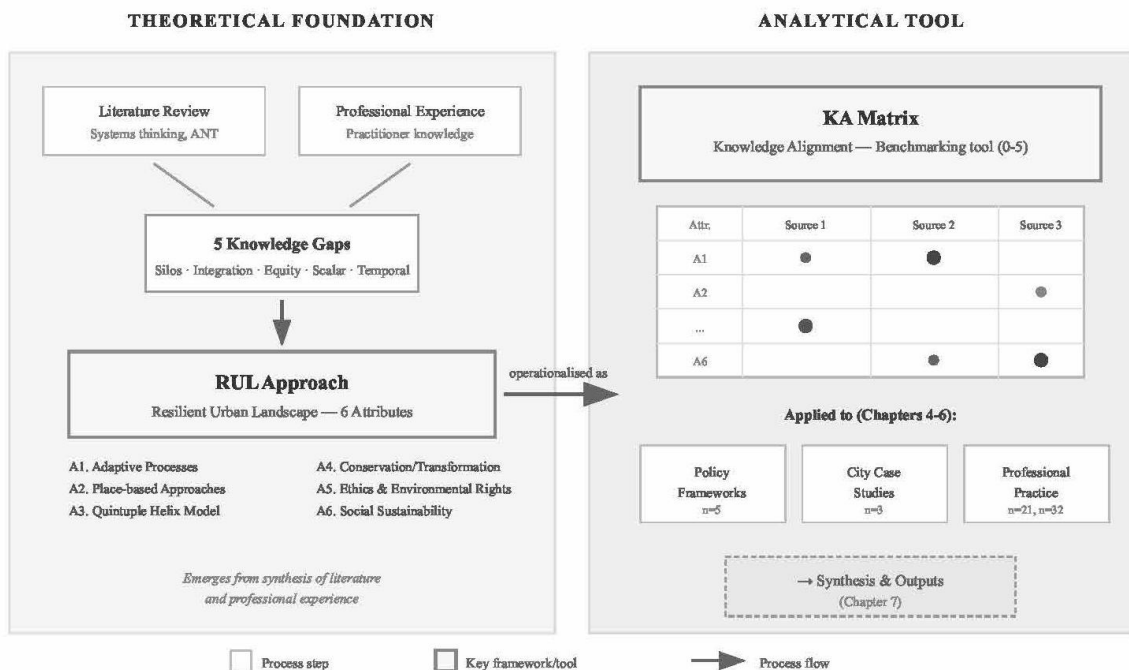 THEORETICAL FOUNDATION
Literature Review
Systems thinking, ANT
Professional Experience
Practitioner knowledge
5 Knowledge Gaps
Silos · Integration · Equity · Scalar · Temporal
RUL Approach
Resilient Urban Landscape — 6 Attributes
A1. Adaptive Processes
A2. Place-based Approaches
A3. Quintuple Helix Model
A4. Conservation/Transformation
A5. Ethics & Environmental Rights
A6. Social Sustainability
Emerges from synthesis of literature
and professional experience
operationalised as
ANALYTICAL TOOL
KA Matrix
Knowledge Alignment — Benchmarking tool (0-5)
Attr. Source 1 Source 2 Source 3
A1
A2
...
A6
Applied to (Chapters 4-6):
Policy
Frameworks
n=5
City Case
Studies
n=3
Professional
Practice
n=21, n=32
→ Synthesis & Outputs
(Chapter 7)
Process step
Key framework/tool
Process flow